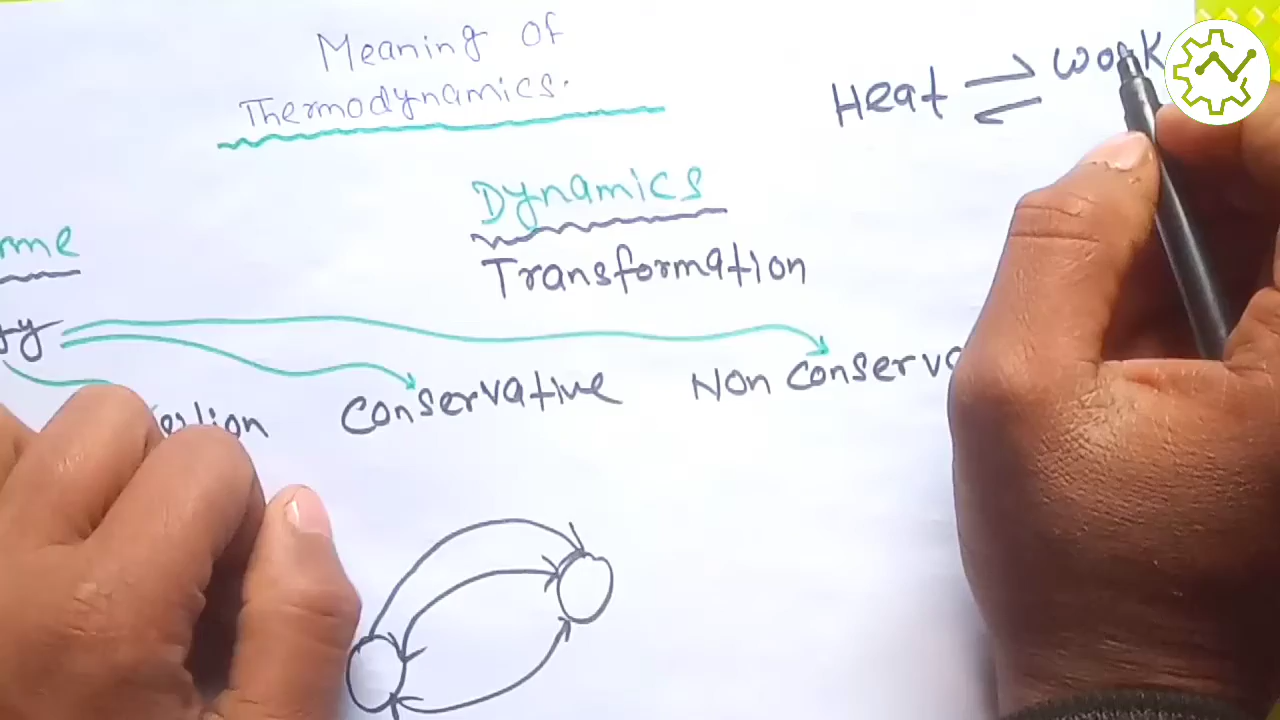 Meaning of
Thermodynamics.
Heat ⇌ work
Dynamics
Transformation
Conservative
Non Conserva